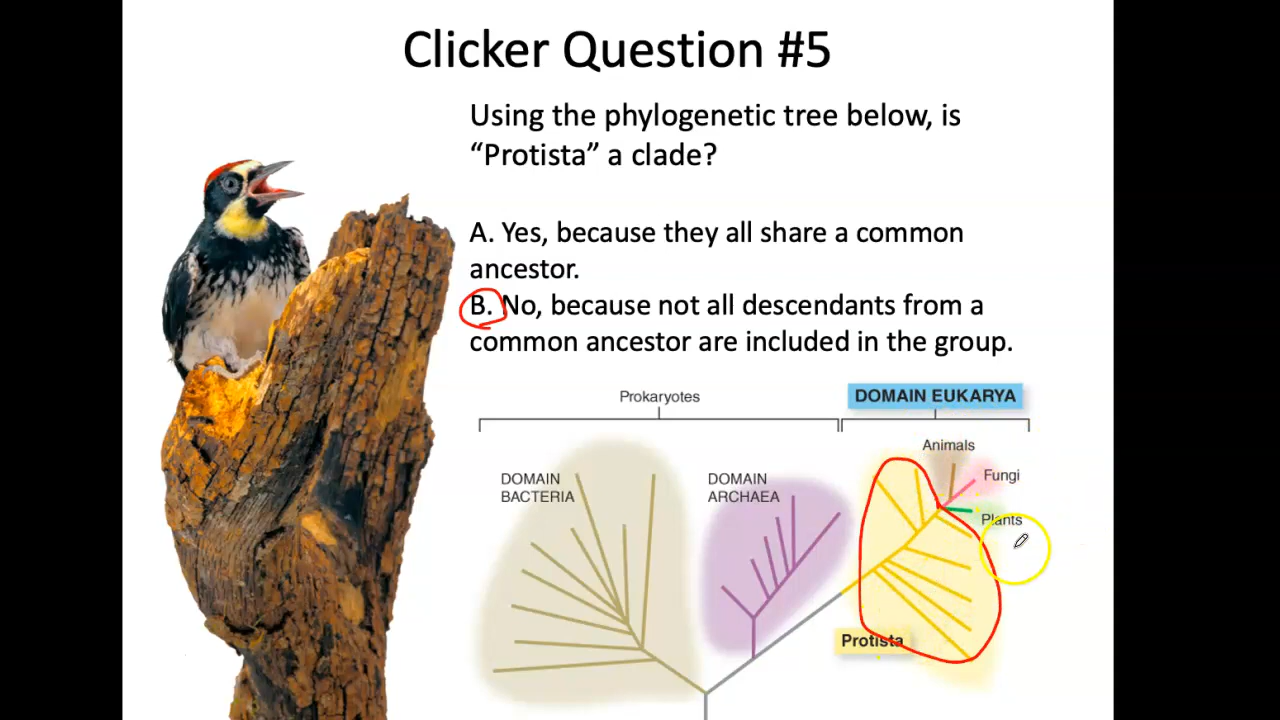 Clicker Question #5
Using the phylogenetic tree below, is
“Protista” a clade?
A. Yes, because they all share a common
ancestor.
B. No, because not all descendants from a
common ancestor are included in the group.
Prokaryotes
DOMAIN EUKARYA
Animals
Fungi
Plants
DOMAIN
BACTERIA
DOMAIN
ARCHAEA
Protista